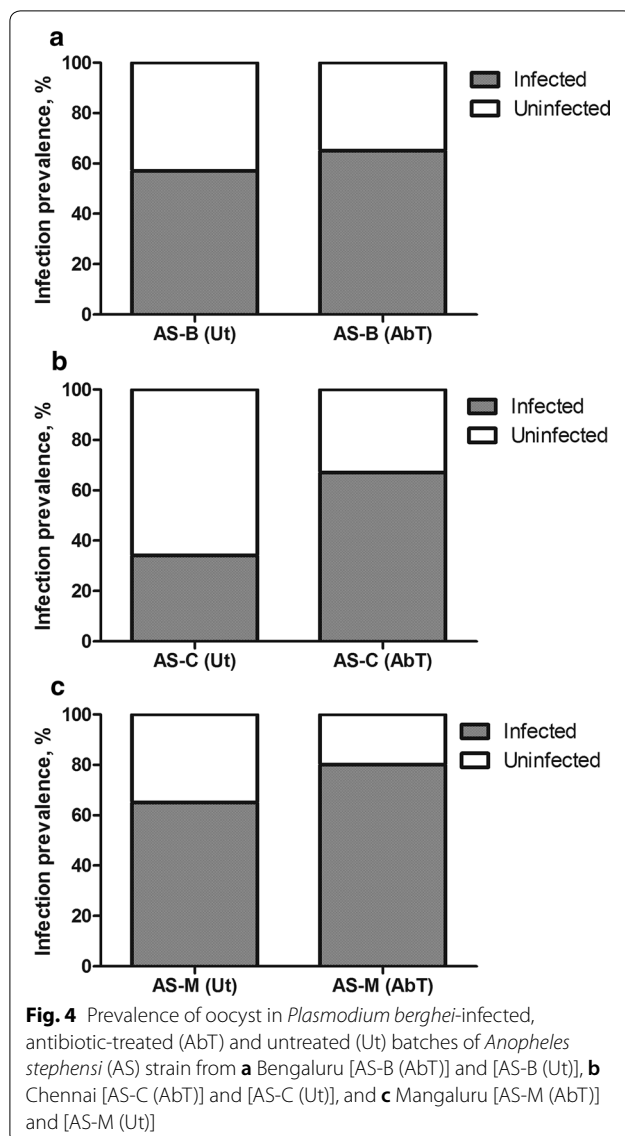 a
Infection prevalence, %
100
80
60
40
20
0
Infected
Uninfected
AS-B (Ut) AS-B (AbT)
b
Infection prevalence, %
100
80
60
40
20
0
Infected
Uninfected
AS-C (Ut) AS-C (AbT)
c
Infection prevalence, %
100
80
60
40
20
0
Infected
Uninfected
AS-M (Ut) AS-M (AbT)
Fig. 4 Prevalence of oocyst in Plasmodium berghei-infected,
antibiotic-treated (AbT) and untreated (Ut) batches of Anopheles
stephensi (AS) strain from a Bengaluru [AS-B (AbT)] and [AS-B (Ut)], b
Chennai [AS-C (AbT)] and [AS-C (Ut)], and c Mangaluru [AS-M (AbT)]
and [AS-M (Ut)]